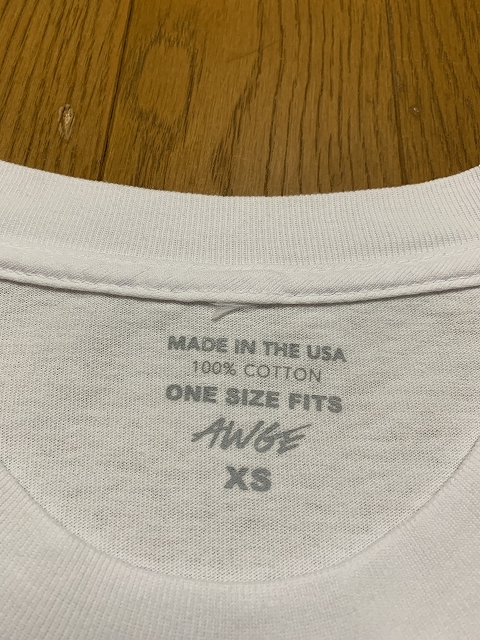 MADE IN THE USA
100% COTTON
ONE SIZE FITS
AWGE
XS